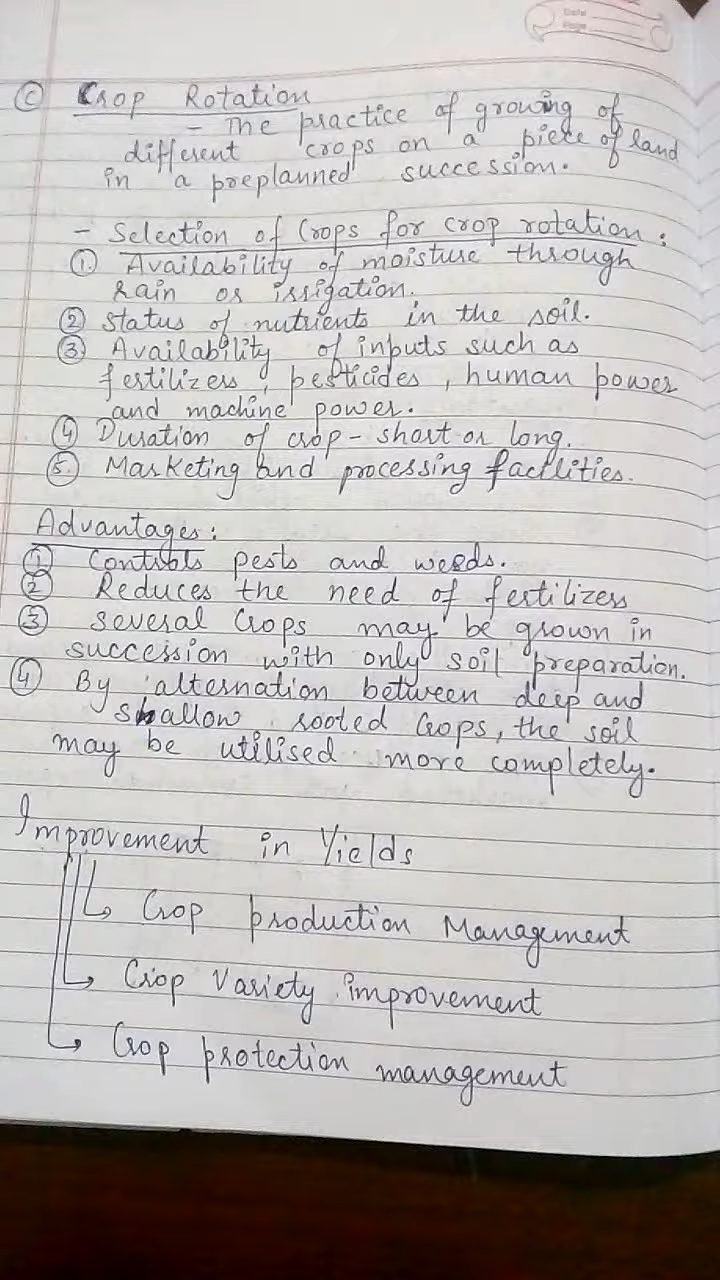 Date
Page
(C) Crop Rotation
- The practice of growing of
different crops on a piece of land
in a preplanned succession.
- Selection of Crops for crop rotation :
(1) Availability of moisture through
rain or irrigation.
(2) Status of nutrients in the soil.
(3) Availability of inputs such as
fertilizers, pesticides, human power
and machine power.
(4) Duration of crop - short or long.
(5) Marketing and processing facilities.
Advantages :
(1) Controls pests and weeds.
(2) Reduces the need of fertilizers
(3) Several Crops may be grown in
succession with only soil preparation.
(4) By alternation between deep and
shallow rooted Crops, the soil
may be utilised more completely.
Improvement in Yields
↳ Crop production Management
↳ Crop Variety improvement
↳ Crop protection management